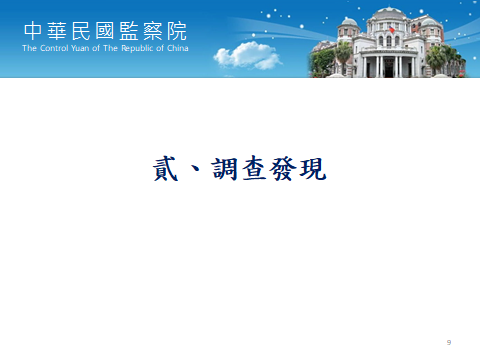 中華民國監察院
The Control Yuan of The Republic of China
貳、調查發現
9